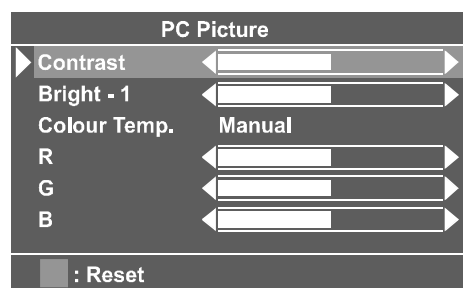 PC Picture
Contrast
Bright - 1
Colour Temp. Manual
R
G
B
: Reset